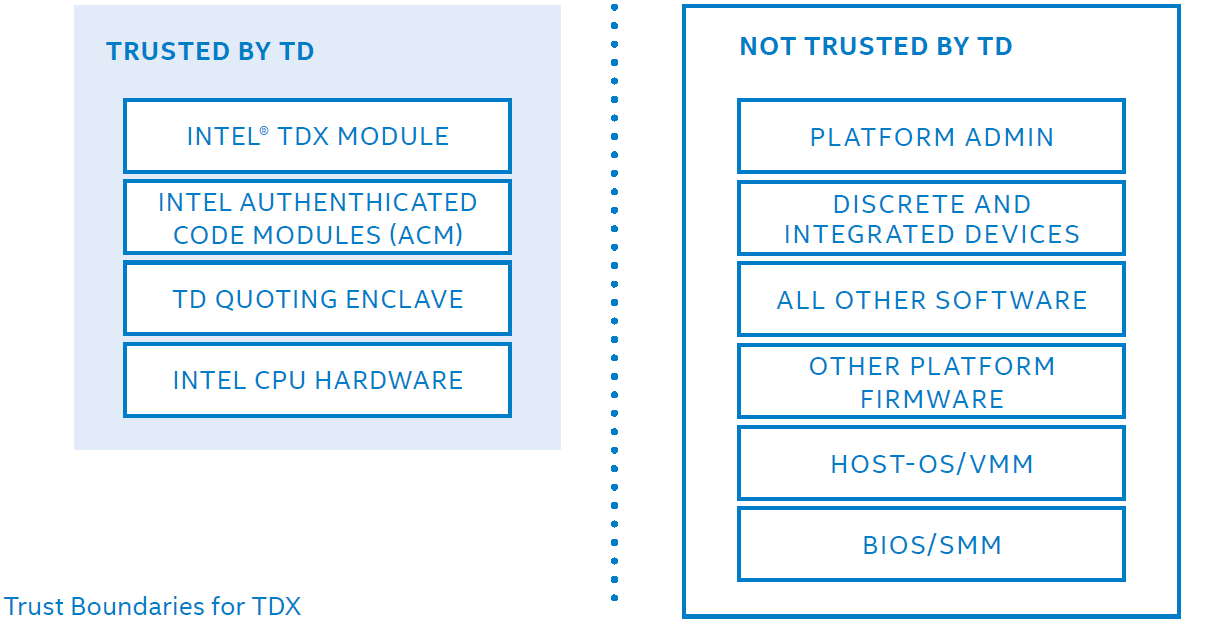 TRUSTED BY TD
INTEL® TDX MODULE
INTEL AUTHENTHICATED
CODE MODULES (ACM)
TD QUOTING ENCLAVE
INTEL CPU HARDWARE
NOT TRUSTED BY TD
PLATFORM ADMIN
DISCRETE AND
INTEGRATED DEVICES
ALL OTHER SOFTWARE
OTHER PLATFORM
FIRMWARE
HOST-OS/VMM
BIOS/SMM
Trust Boundaries for TDX